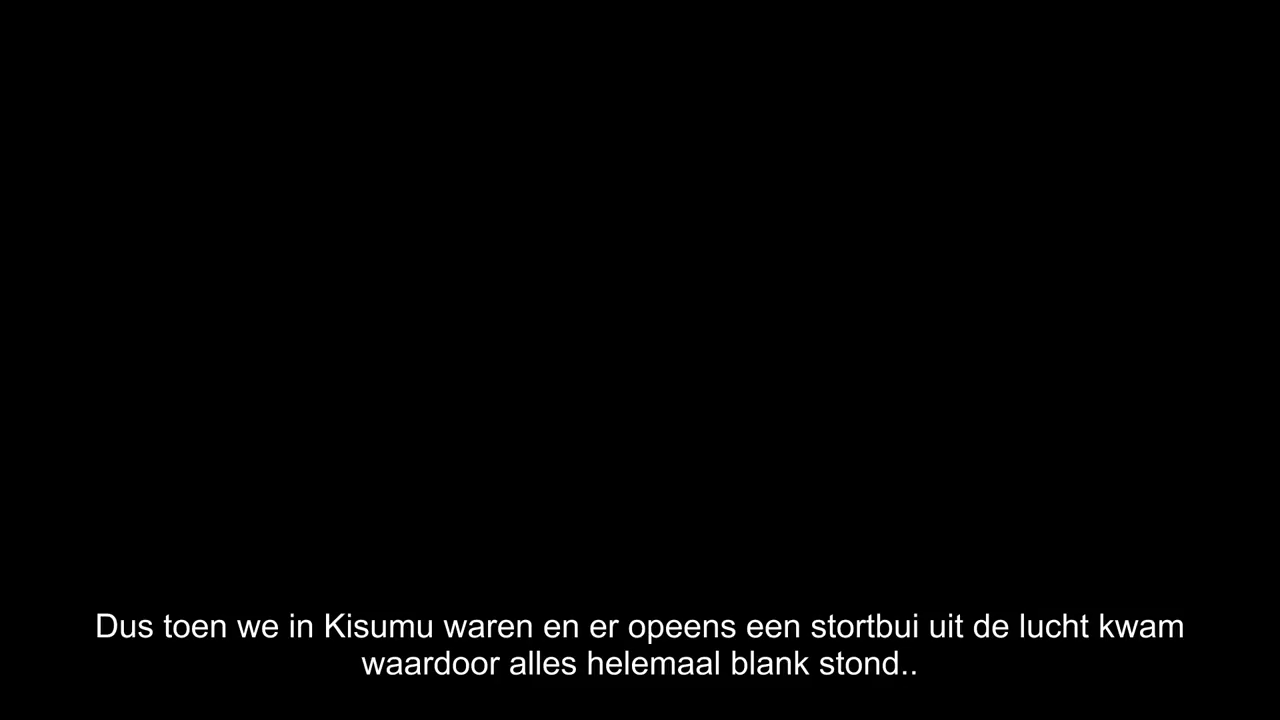 Dus toen we in Kisumu waren en er opeens een stortbui uit de lucht kwam
waardoor alles helemaal blank stond..